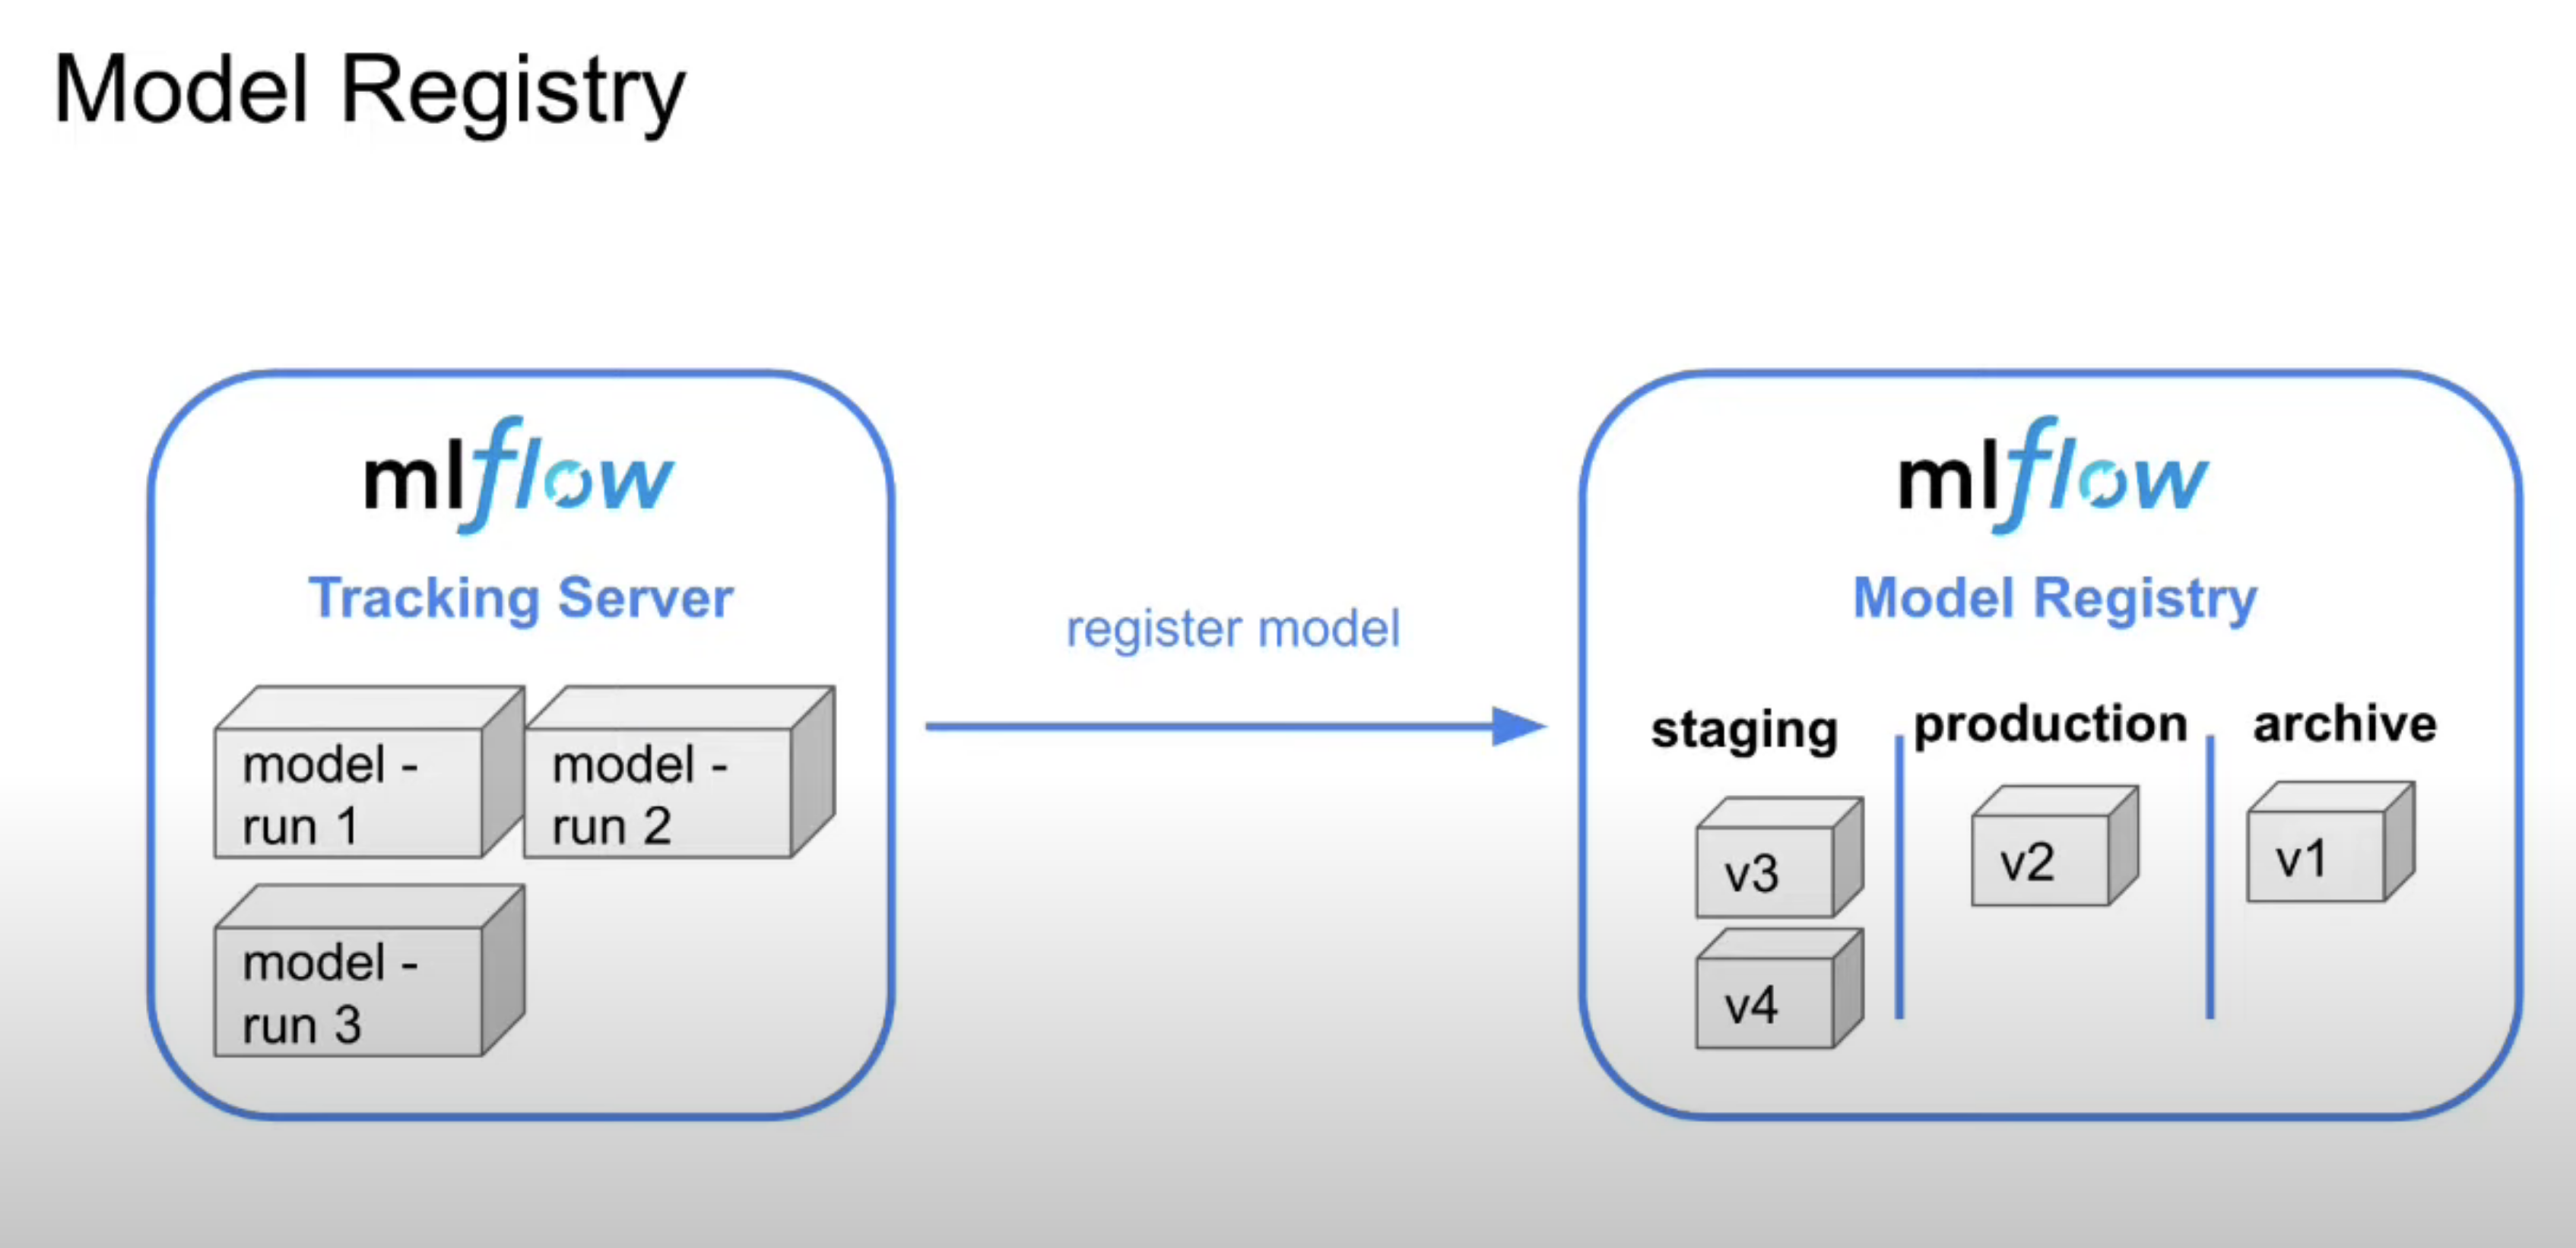 Model Registry
mlflow
Tracking Server
model -
run 1
model -
run 2
model -
run 3
register model
mlflow
Model Registry
staging
production
archive
v3
v2
v1
v4